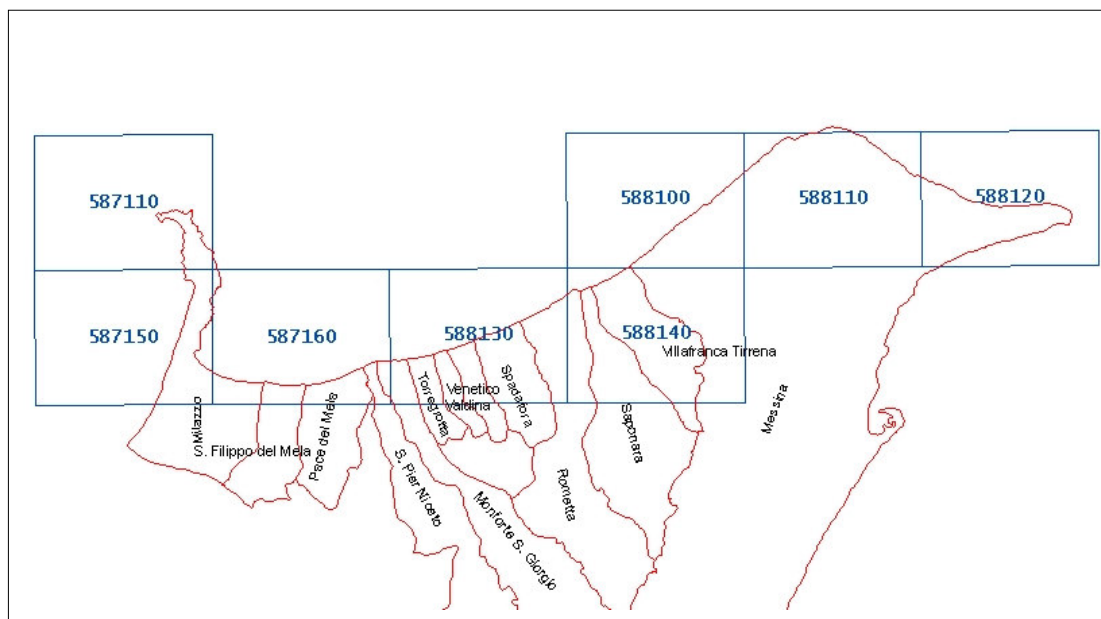 587110
588100
588110
588120
587150
587160
588130
588140
Villafranca Tirrena
Milazzo
S. Filippo del Mela
Pace del Mela
S. Pier Niceto
Torregrotta
Venetico
Valdina
Spadafora
Monforte S. Giorgio
Rometta
Saponara
Messina